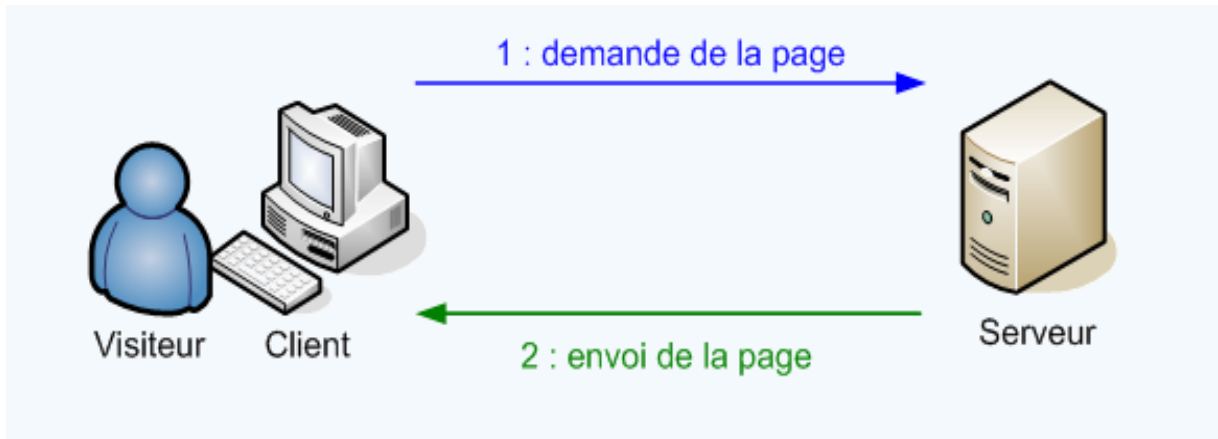 1 : demande de la page
Visiteur
Client
Serveur
2 : envoi de la page